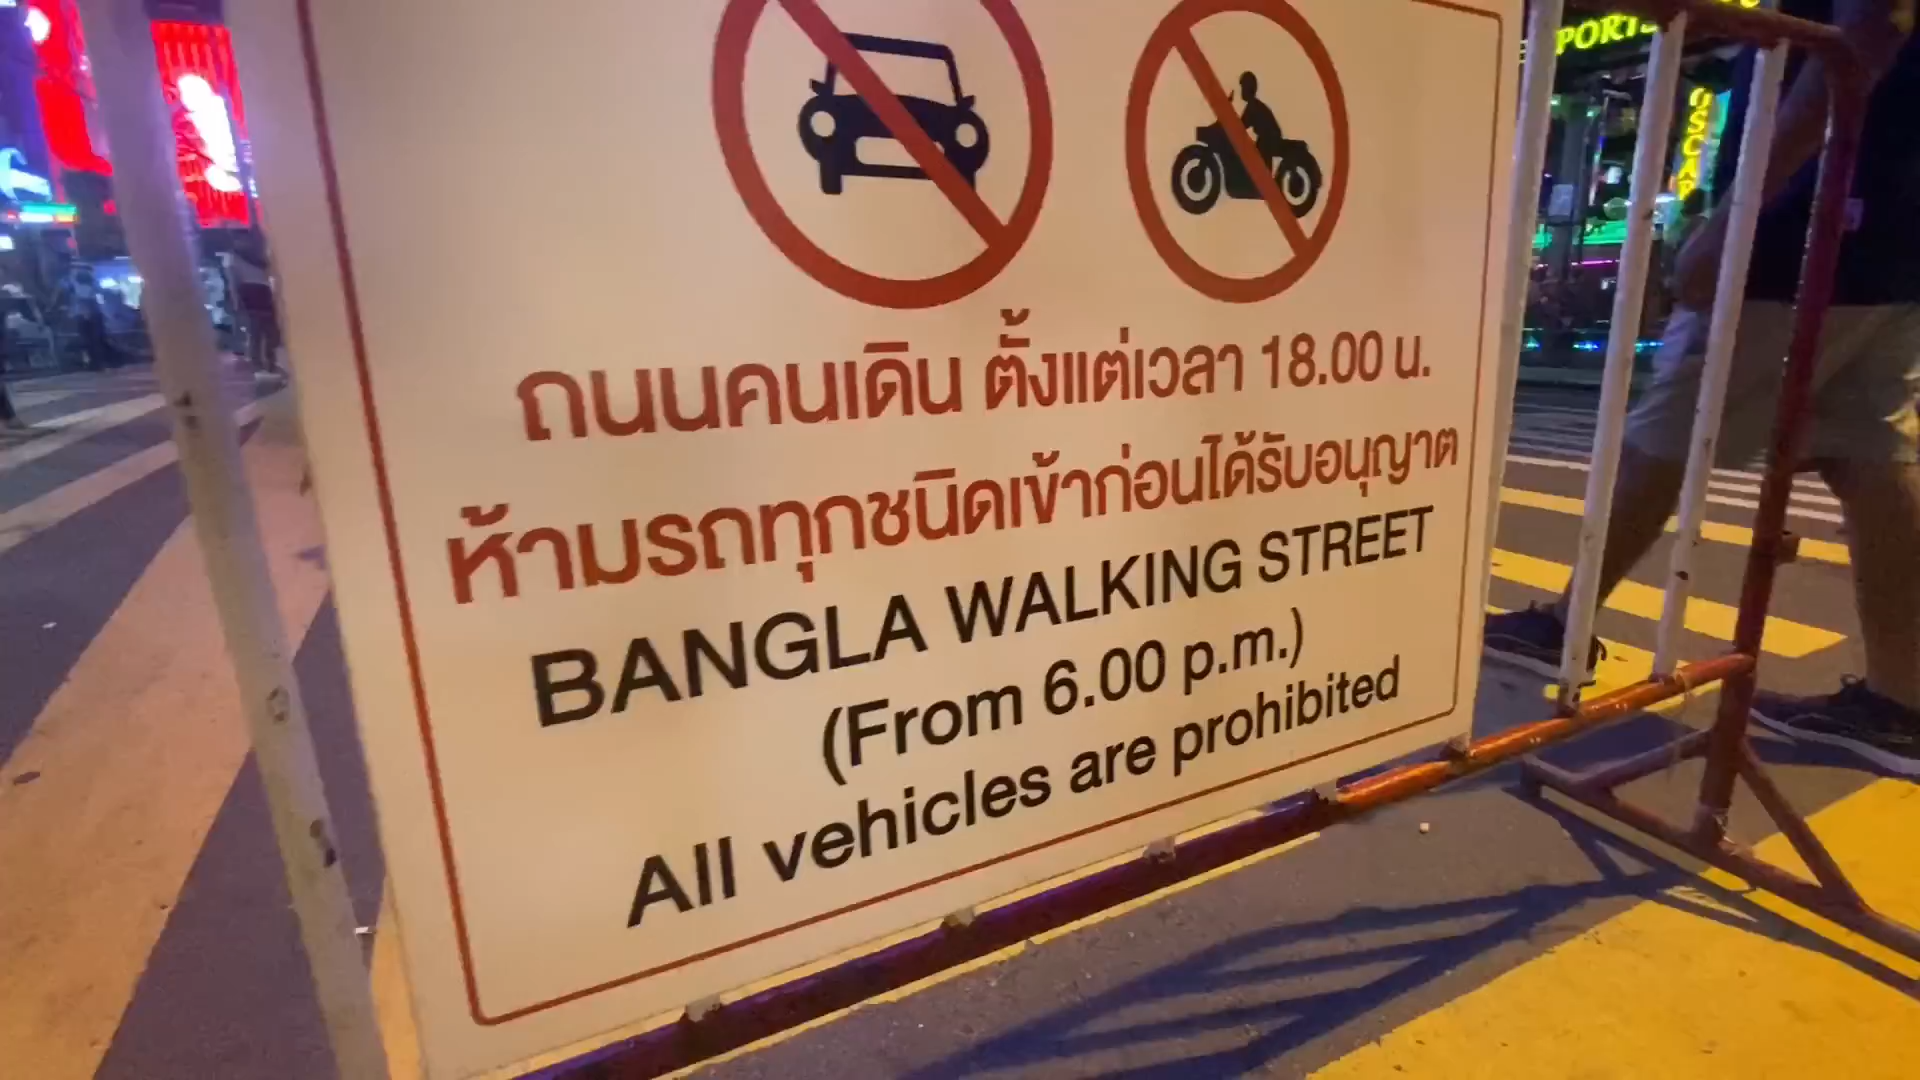 ถนนคนเดิน ตั้งแต่เวลา 18.00 น.
ห้ามรถทุกชนิดเข้าก่อนได้รับอนุญาต
BANGLA WALKING STREET
(From 6.00 p.m.)
All vehicles are prohibited